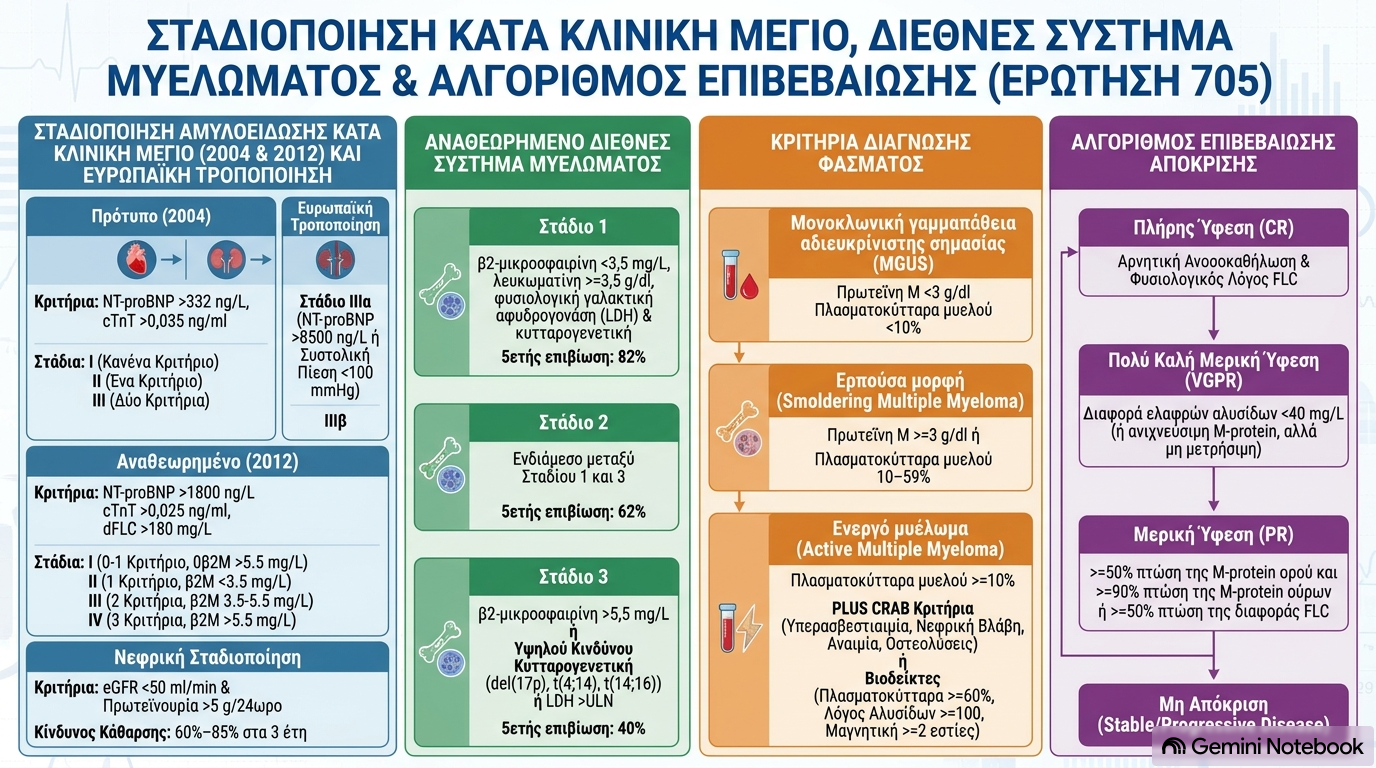 ΣΤΑΔΙΟΠΟΙΗΣΗ ΚΑΤΑ ΚΛΙΝΙΚΗ ΜΕΓΙΟ, ΔΙΕΘΝΕΣ ΣΥΣΤΗΜΑ
ΜΥΕΛΩΜΑΤΟΣ & ΑΛΓΟΡΙΘΜΟΣ ΕΠΙΒΕΒΑΙΩΣΗΣ (ΕΡΩΤΗΣΗ 705)
ΣΤΑΔΙΟΠΟΙΗΣΗ ΑΜΥΛΟΕΙΔΩΣΗΣ ΚΑΤΑ
ΚΛΙΝΙΚΗ ΜΕΓΙΟ (2004 & 2012) ΚΑΙ
ΕΥΡΩΠΑΪΚΗ ΤΡΟΠΟΠΟΙΗΣΗ
Πρότυπο (2004)
Κριτήρια: NT-proBNP >332 ng/L,
cTnT >0,035 ng/ml
Στάδια: I (Κανένα Κριτήριο)
II (Ένα Κριτήριο)
III (Δύο Κριτήρια)
Ευρωπαϊκή
Τροποποίηση
Στάδιο IIIa
(NT-proBNP
>8500 ng/L ή
Συστολική
Πίεση <100
mmHg)
IIIβ
Αναθεωρημένο (2012)
Κριτήρια: NT-proBNP >1800 ng/L
cTnT >0,025 ng/ml,
dFLC >180 mg/L
Στάδια: I (0-1 Κριτήριο, 0β2M >5.5 mg/L)
II (1 Κριτήριο, β2M <3.5 mg/L)
III (2 Κριτήρια, β2M 3.5-5.5 mg/L)
IV (3 Κριτήρια, β2M >5.5 mg/L)
Νεφρική Σταδιοποίηση
Κριτήρια: eGFR <50 ml/min &
Πρωτεϊνουρία >5 g/24ωρο
Κίνδυνος Κάθαρσης: 60%–85% στα 3 έτη
ΑΝΑΘΕΩΡΗΜΕΝΟ ΔΙΕΘΝΕΣ
ΣΥΣΤΗΜΑ ΜΥΕΛΩΜΑΤΟΣ
Στάδιο 1
β2-μικροοφαιρίνη <3,5 mg/L,
λευκωματίνη >=3,5 g/dl,
φυσιολογική γαλακτική
αφυδρογονάση (LDH) &
κυτταρογενετική
5ετής επιβίωση: 82%
Στάδιο 2
Ενδιάμεσο μεταξύ
Σταδίου 1 και 3
5ετής επιβίωση: 62%
Στάδιο 3
β2-μικροοφαιρίνη >5,5 mg/L
ή
Υψηλού Κινδύνου
Κυτταρογενετική
(del(17p), t(4;14), t(14;16))
ή LDH >ULN
5ετής επιβίωση: 40%
ΚΡΙΤΗΡΙΑ ΔΙΑΓΝΩΣΗΣ
ΦΑΣΜΑΤΟΣ
Μονοκλωνική γαμμαπάθεια
αδιευκρίνιστης σημασίας
(MGUS)
Πρωτεΐνη M <3 g/dl
Πλασματοκύτταρα μυελού
<10%
Ερπούσα μορφή
(Smoldering Multiple Myeloma)
Πρωτεΐνη M >=3 g/dl ή
Πλασματοκύτταρα μυελού
10–59%
Ενεργό μυέλωμα
(Active Multiple Myeloma)
Πλασματοκύτταρα μυελού >=10%
PLUS CRAB Κριτήρια
(Υπερασβεστιαιμία, Νεφρική Βλάβη,
Αναιμία, Οστεολύσεις)
ή
Βιοδείκτες
(Πλασματοκύτταρα >=60%,
Λόγος Αλυσίδων >=100,
Μαγνητική >=2 εστίες)
ΑΛΓΟΡΙΘΜΟΣ ΕΠΙΒΕΒΑΙΩΣΗΣ
ΑΠΟΚΡΙΣΗΣ
Πλήρης Ύφεση (CR)
Αρνητική Ανοοοκαθήλωση &
Φυσιολογικός Λόγος FLC
Πολύ Καλή Μερική Ύφεση
(VGPR)
Διαφορά ελαφρών αλυσίδων <40 mg/L
(ή ανιχνεύσιμη M-protein, αλλά
μη μετρήσιμη)
Μερική Ύφεση (PR)
>=50% πτώση της M-protein ορού και
>=90% πτώση της M-protein ούρων
ή >=50% πτώση της διαφοράς FLC
Μη Απόκριση
(Stable/Progressive Disease)
Gemini Notebook